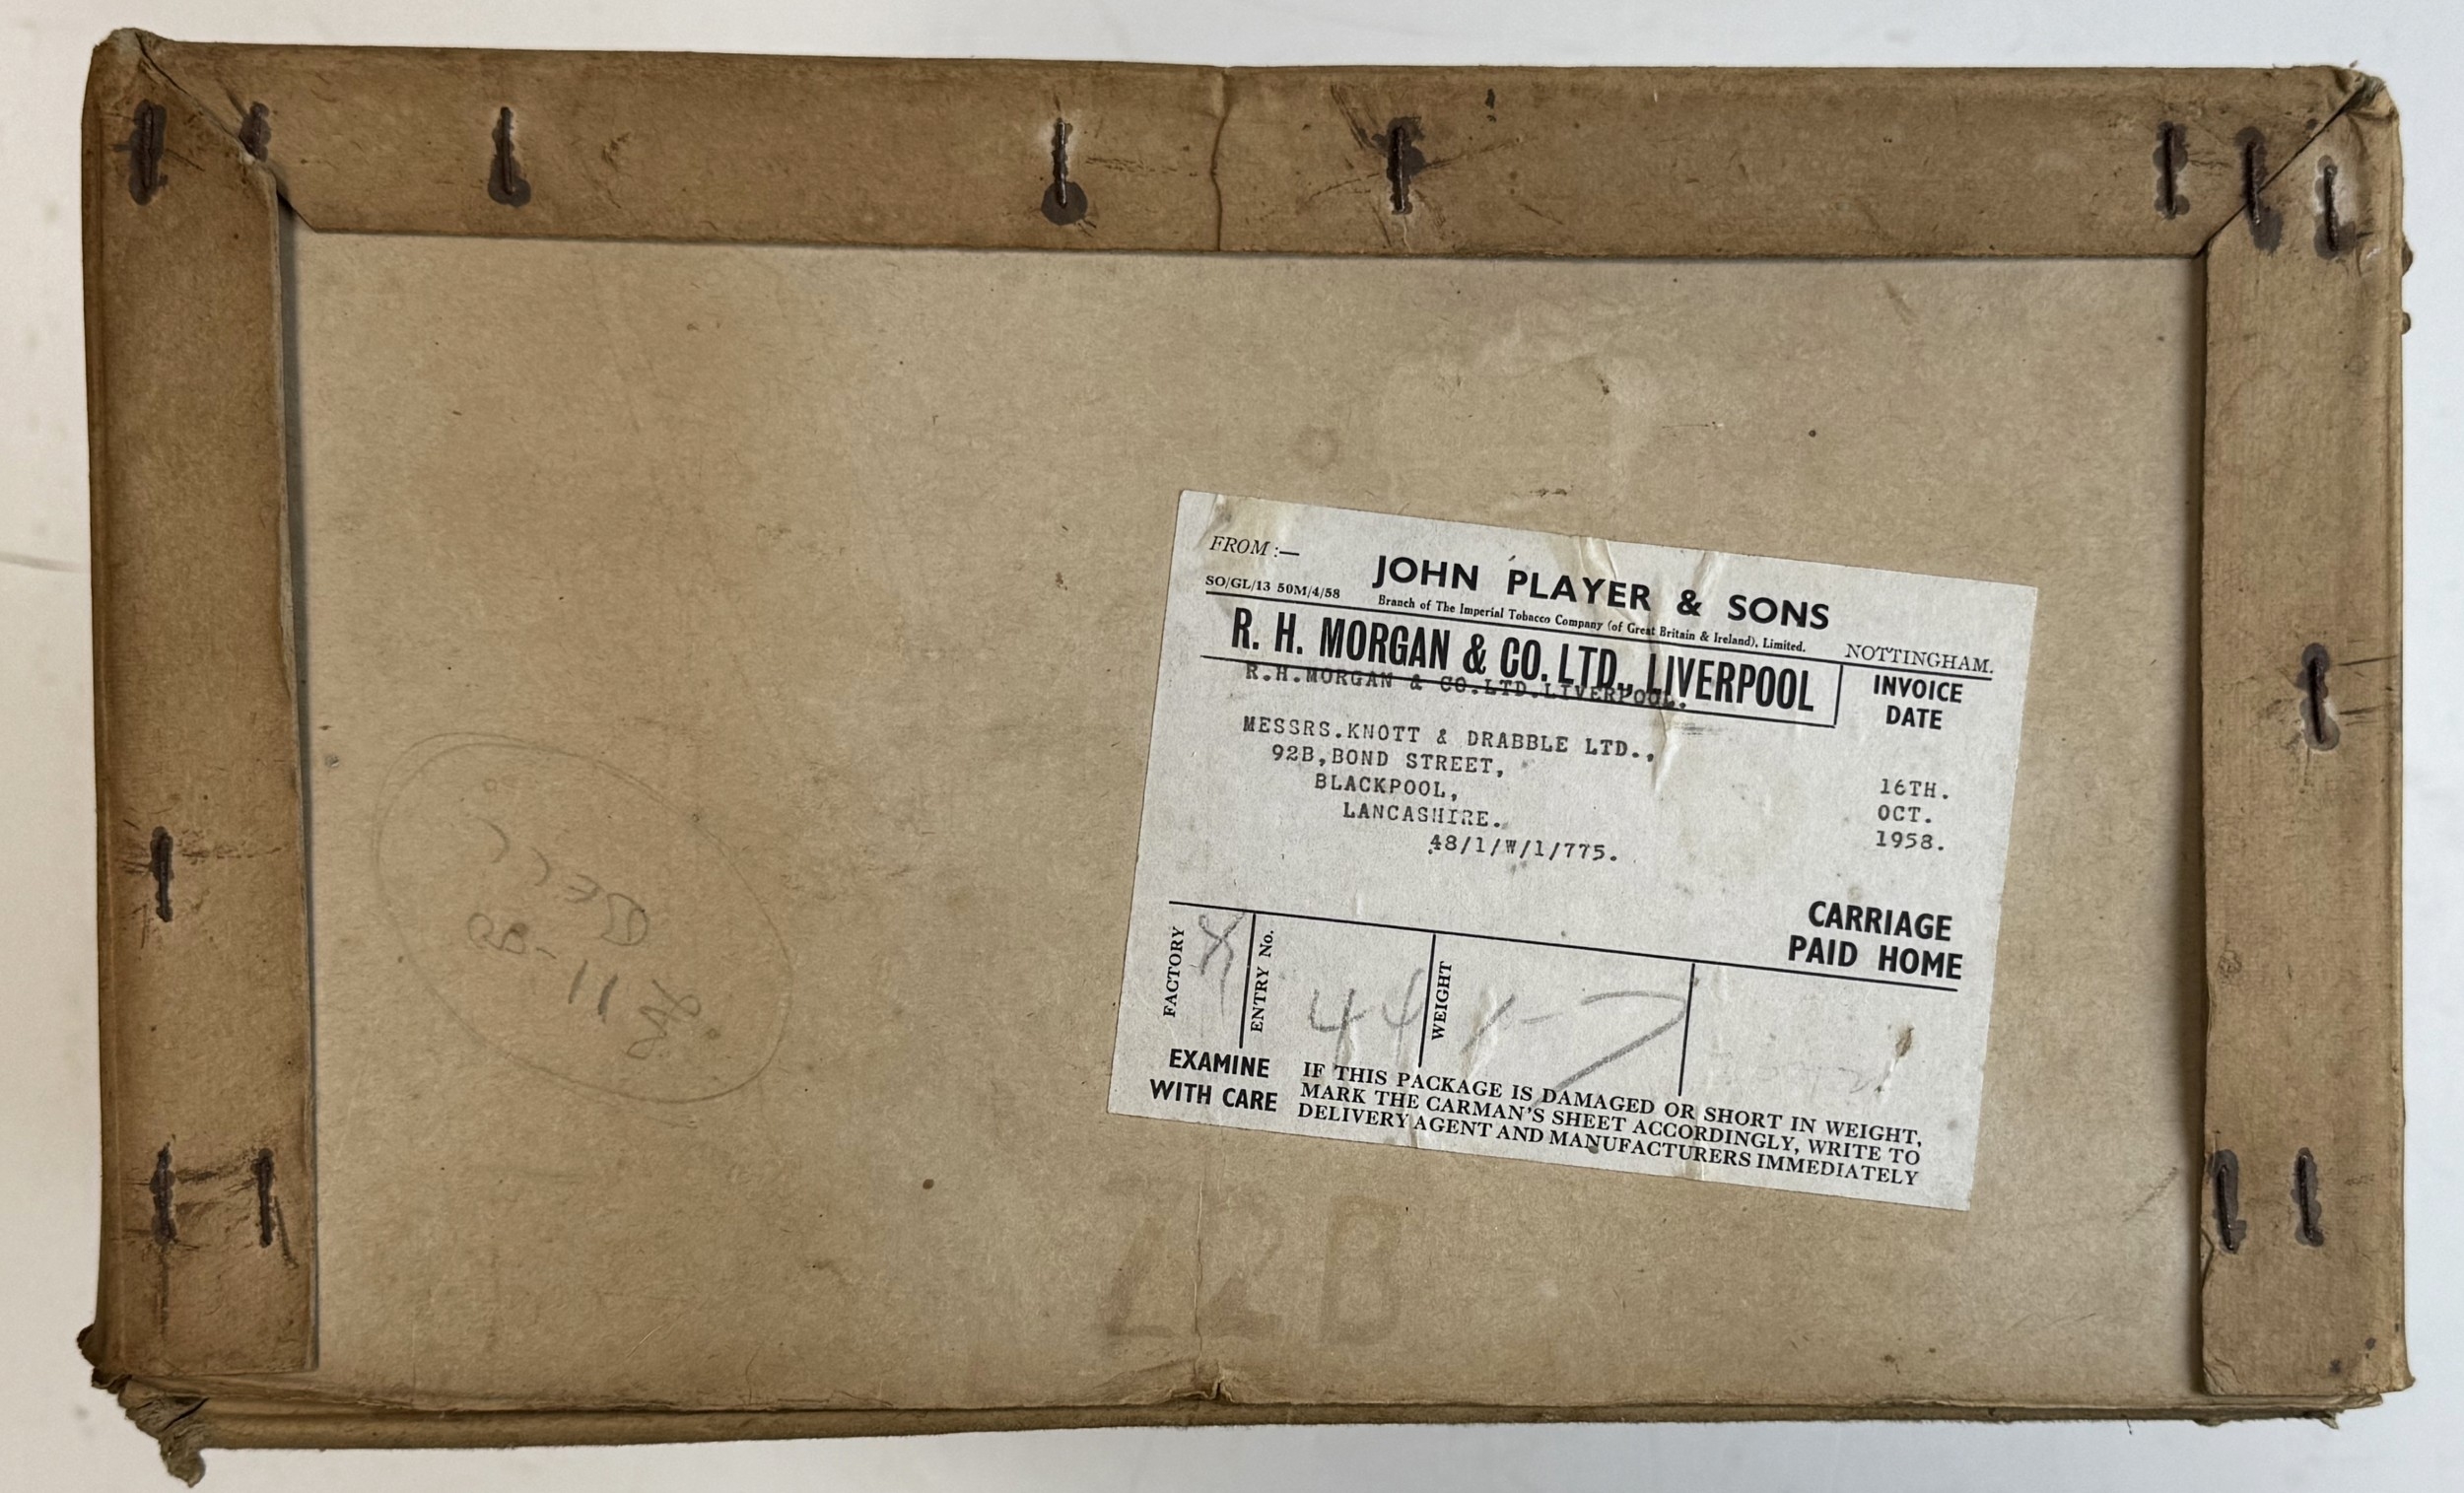 FROM :—
JOHN PLAYER & SONS
SO/GL/13 50M/4/58
Branch of The Imperial Tobacco Company (of Great Britain & Ireland), Limited.
NOTTINGHAM.
R. H. MORGAN & CO. LTD., LIVERPOOL
R.H.MORGAN & CO.LTD.LIVERPOOL.
INVOICE
DATE
MESSRS.KNOTT & DRABBLE LTD.,
92B,BOND STREET,
BLACKPOOL,
LANCASHIRE.
48/1/W/1/775.
16TH.
OCT.
1958.
CARRIAGE
PAID HOME
FACTORY
ENTRY No.
44
WEIGHT
1-7
EXAMINE
WITH CARE
IF THIS PACKAGE IS DAMAGED OR SHORT IN WEIGHT,
MARK THE CARMAN'S SHEET ACCORDINGLY, WRITE TO
DELIVERY AGENT AND MANUFACTURERS IMMEDIATELY